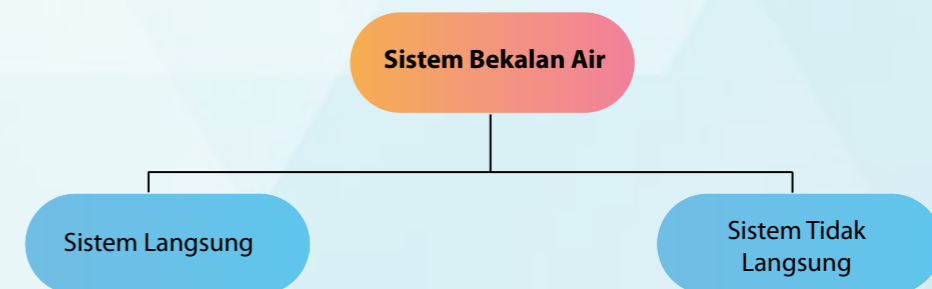 Sistem Bekalan Air
Sistem Langsung
Sistem Tidak
Langsung